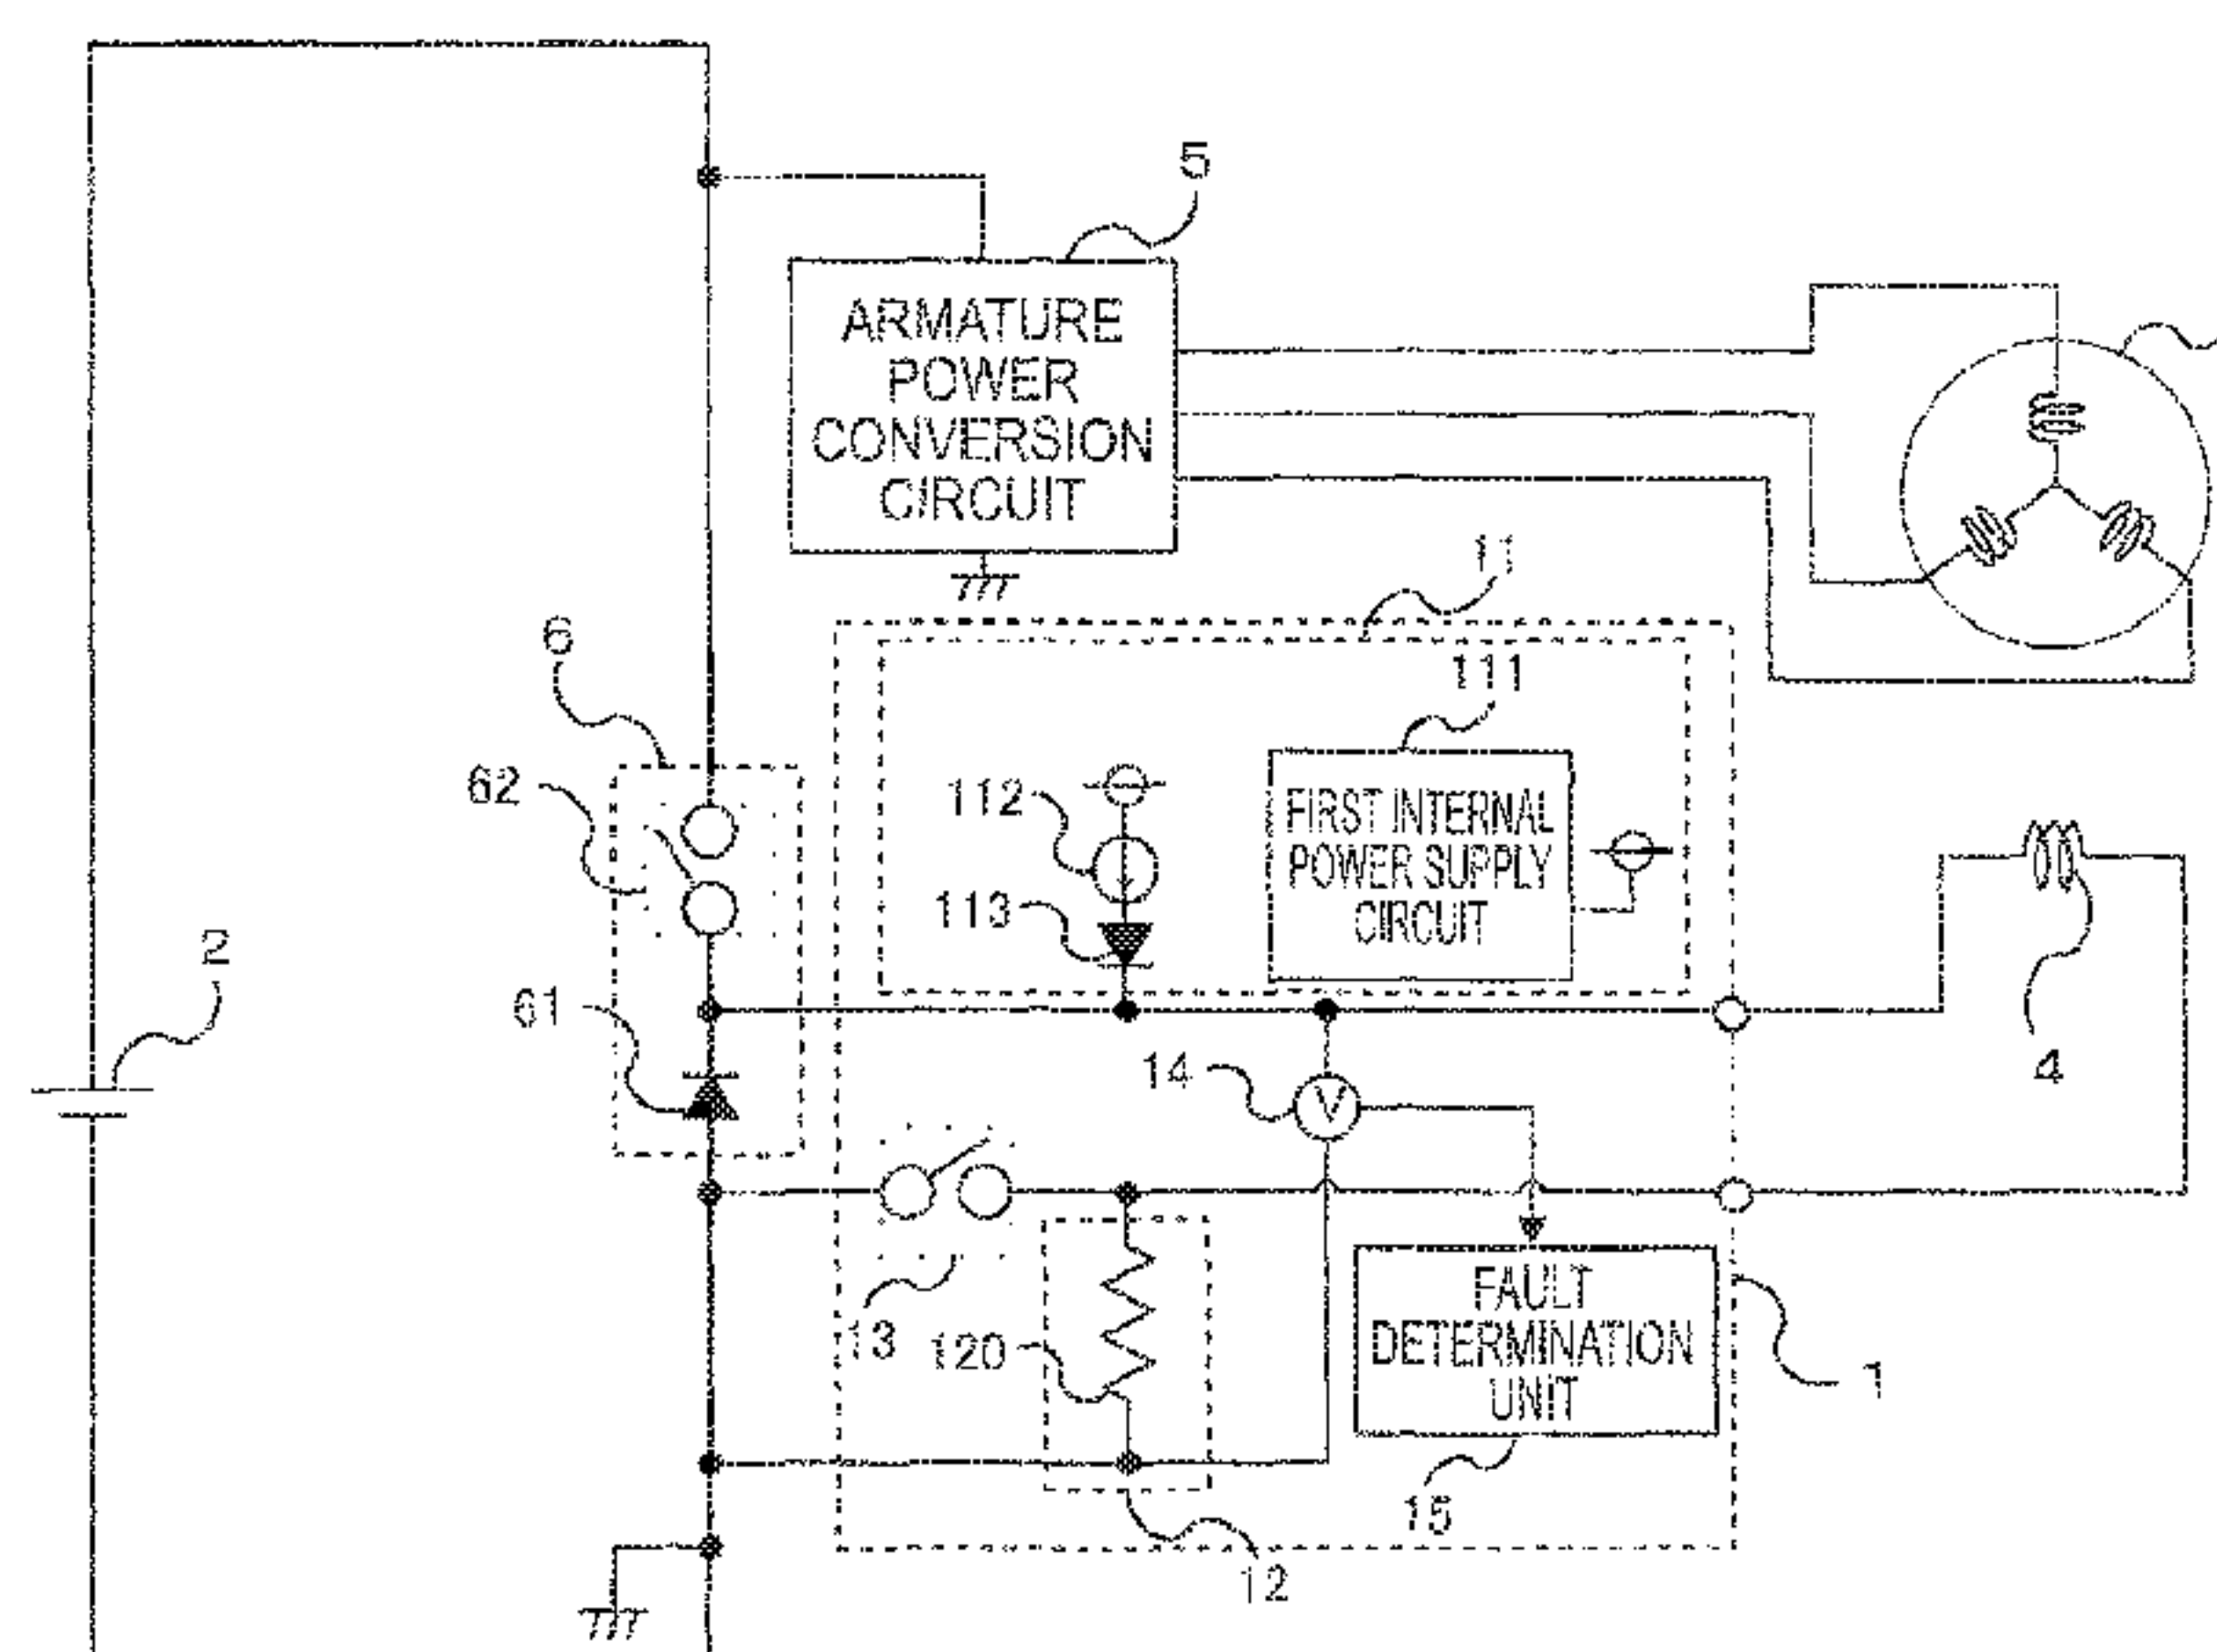 5
ARMATURE
POWER
CONVERSION
CIRCUIT
11
6
111
62
112
FIRST INTERNAL
POWER SUPPLY
CIRCUIT
113
2
61
14
V
4
13
120
FAULT
DETERMINATION
UNIT
1
15
12